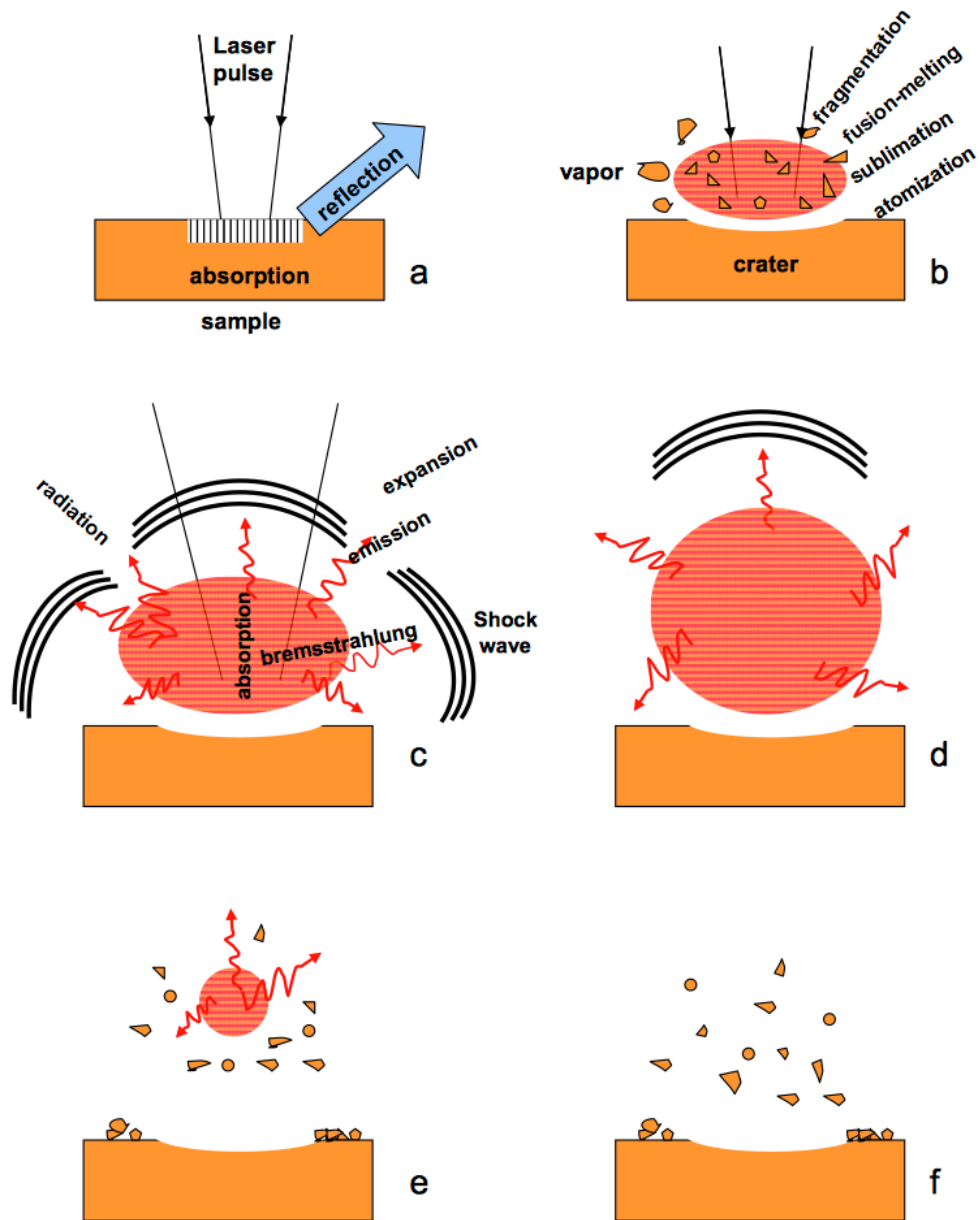 Laser
pulse
reflection
absorption
sample
a
fragmentation
fusion-melting
sublimation
atomization
vapor
crater
b
radiation
expansion
emission
absorption
bremsstrahlung
Shock
wave
c
d
e
f